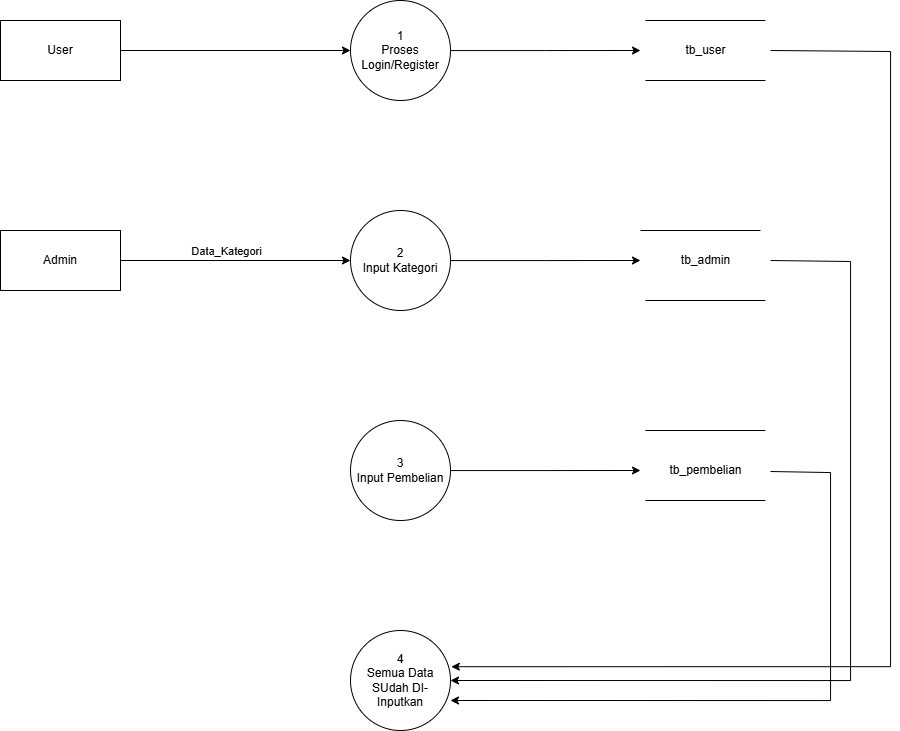 User
1
Proses
Login/Register
tb_user
Admin
Data_Kategori
2
Input Kategori
tb_admin
3
Input Pembelian
tb_pembelian
4
Semua Data
SUdah DI-
Inputkan